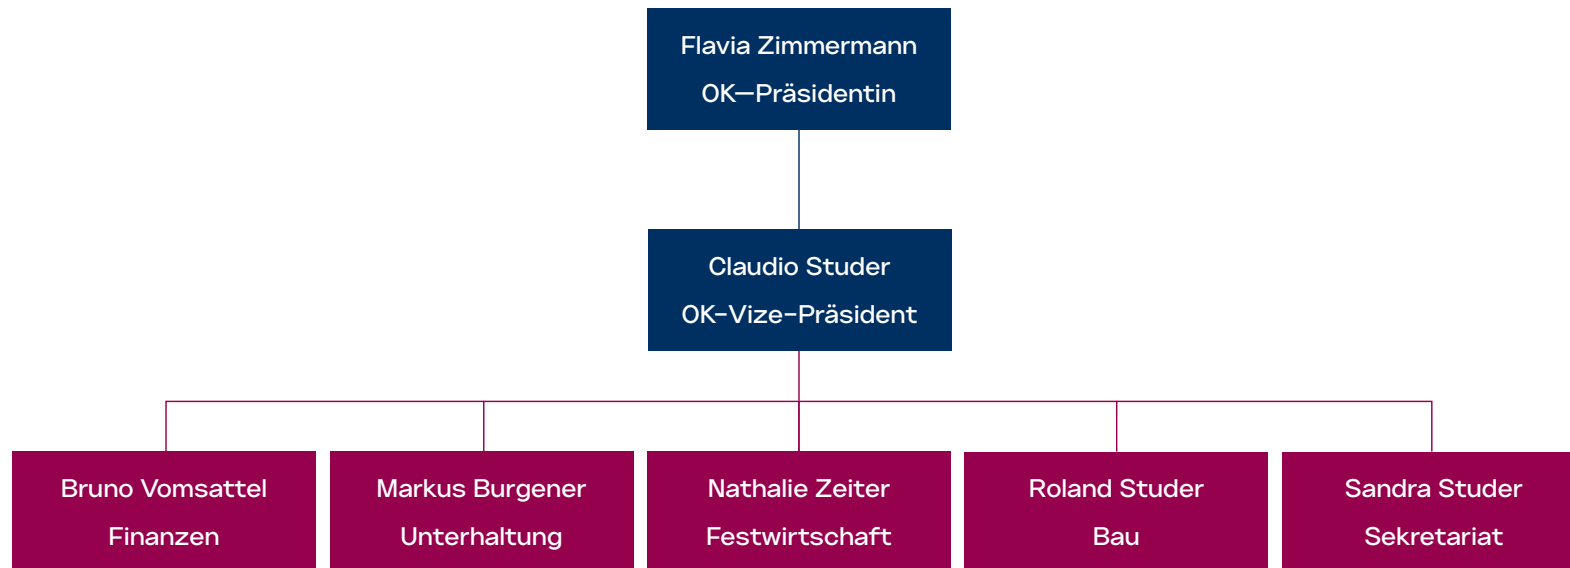 Flavia Zimmermann
OK—Präsidentin
Claudio Studer
OK-Vize-Präsident
Bruno Vomsattel
Finanzen
Markus Burgener
Unterhaltung
Nathalie Zeiter
Festwirtschaft
Roland Studer
Bau
Sandra Studer
Sekretariat